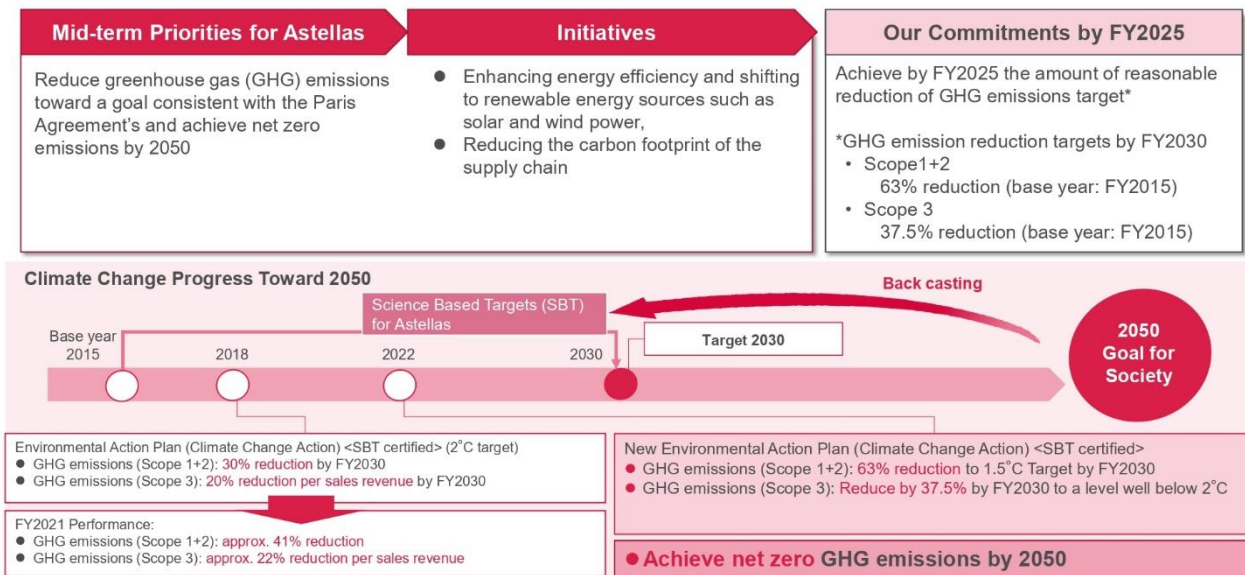 Mid-term Priorities for Astellas
Reduce greenhouse gas (GHG) emissions
toward a goal consistent with the Paris
Agreement's and achieve net zero
emissions by 2050
Initiatives
● Enhancing energy efficiency and shifting
to renewable energy sources such as
solar and wind power,
● Reducing the carbon footprint of the
supply chain
Our Commitments by FY2025
Achieve by FY2025 the amount of reasonable
reduction of GHG emissions target*
*GHG emission reduction targets by FY2030
• Scope1+2
63% reduction (base year: FY2015)
• Scope 3
37.5% reduction (base year: FY2015)
Climate Change Progress Toward 2050
Back casting
Science Based Targets (SBT)
for Astellas
Base year
2015
2018
2022
2030
Target 2030
2050
Goal for
Society
Environmental Action Plan (Climate Change Action) <SBT certified> (2˚C target)
● GHG emissions (Scope 1+2): 30% reduction by FY2030
● GHG emissions (Scope 3): 20% reduction per sales revenue by FY2030
FY2021 Performance:
● GHG emissions (Scope 1+2): approx. 41% reduction
● GHG emissions (Scope 3): approx. 22% reduction per sales revenue
New Environmental Action Plan (Climate Change Action) <SBT certified>
● GHG emissions (Scope 1+2): 63% reduction to 1.5˚C Target by FY2030
● GHG emissions (Scope 3): Reduce by 37.5% by FY2030 to a level well below 2˚C
● Achieve net zero GHG emissions by 2050